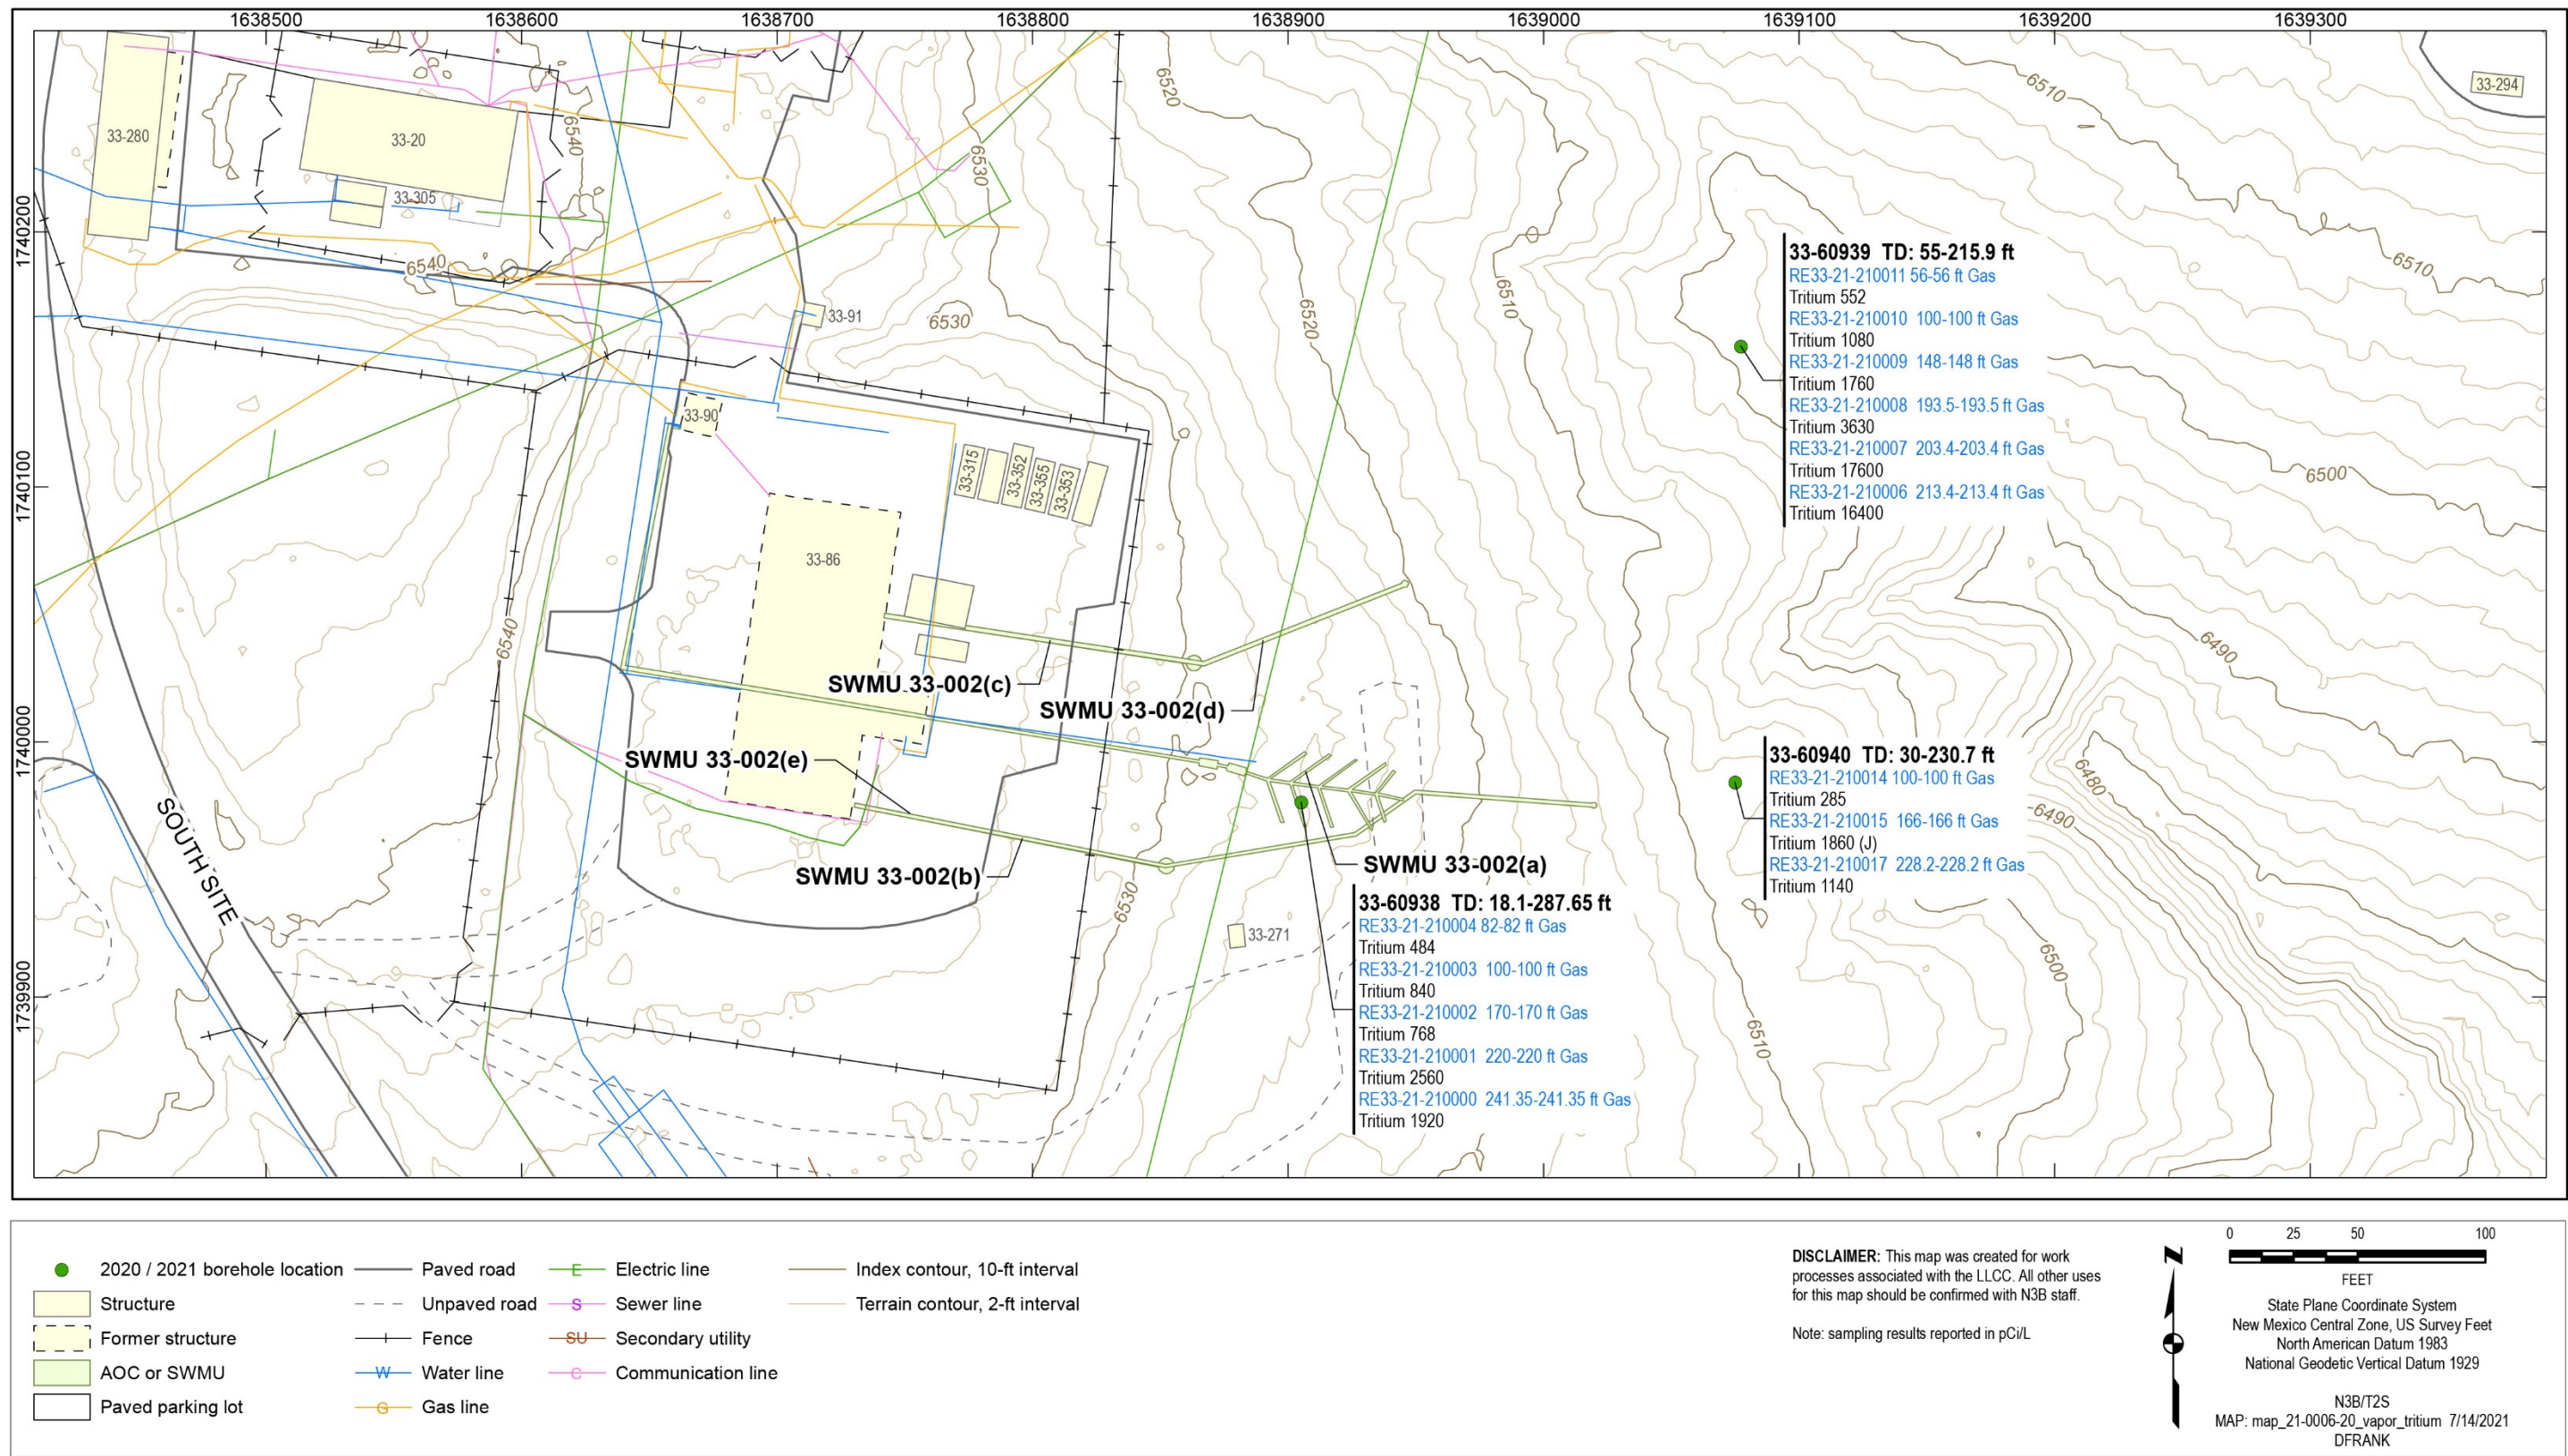 1638500 1638600 1638700 1638800 1638900 1639000 1639100 1639200 1639300
1740200
1740100
1740000
1739900
33-280
33-20
33-305
6540
6540
6520
6530
6510
33-294
33-91
6530
6520
6510
6510
33-90
33-315
33-352
33-355
33-353
33-86
6540
6500
6490
6480
6490
6500
6510
6530
33-271
SOUTH SITE
SWMU 33-002(c)
SWMU 33-002(d)
SWMU 33-002(e)
SWMU 33-002(b)
SWMU 33-002(a)
33-60939 TD: 55-215.9 ft
RE33-21-210011 56-56 ft Gas
Tritium 552
RE33-21-210010 100-100 ft Gas
Tritium 1080
RE33-21-210009 148-148 ft Gas
Tritium 1760
RE33-21-210008 193.5-193.5 ft Gas
Tritium 3630
RE33-21-210007 203.4-203.4 ft Gas
Tritium 17600
RE33-21-210006 213.4-213.4 ft Gas
Tritium 16400
33-60940 TD: 30-230.7 ft
RE33-21-210014 100-100 ft Gas
Tritium 285
RE33-21-210015 166-166 ft Gas
Tritium 1860 (J)
RE33-21-210017 228.2-228.2 ft Gas
Tritium 1140
33-60938 TD: 18.1-287.65 ft
RE33-21-210004 82-82 ft Gas
Tritium 484
RE33-21-210003 100-100 ft Gas
Tritium 840
RE33-21-210002 170-170 ft Gas
Tritium 768
RE33-21-210001 220-220 ft Gas
Tritium 2560
RE33-21-210000 241.35-241.35 ft Gas
Tritium 1920
2020 / 2021 borehole location
Structure
Former structure
AOC or SWMU
Paved parking lot
Paved road
Unpaved road
Fence
W Water line
G Gas line
E Electric line
S Sewer line
SU Secondary utility
C Communication line
Index contour, 10-ft interval
Terrain contour, 2-ft interval
DISCLAIMER: This map was created for work
processes associated with the LLCC. All other uses
for this map should be confirmed with N3B staff.
Note: sampling results reported in pCi/L
N
0 25 50 100
FEET
State Plane Coordinate System
New Mexico Central Zone, US Survey Feet
North American Datum 1983
National Geodetic Vertical Datum 1929
N3B/T2S
MAP: map_21-0006-20_vapor_tritium 7/14/2021
DFRANK